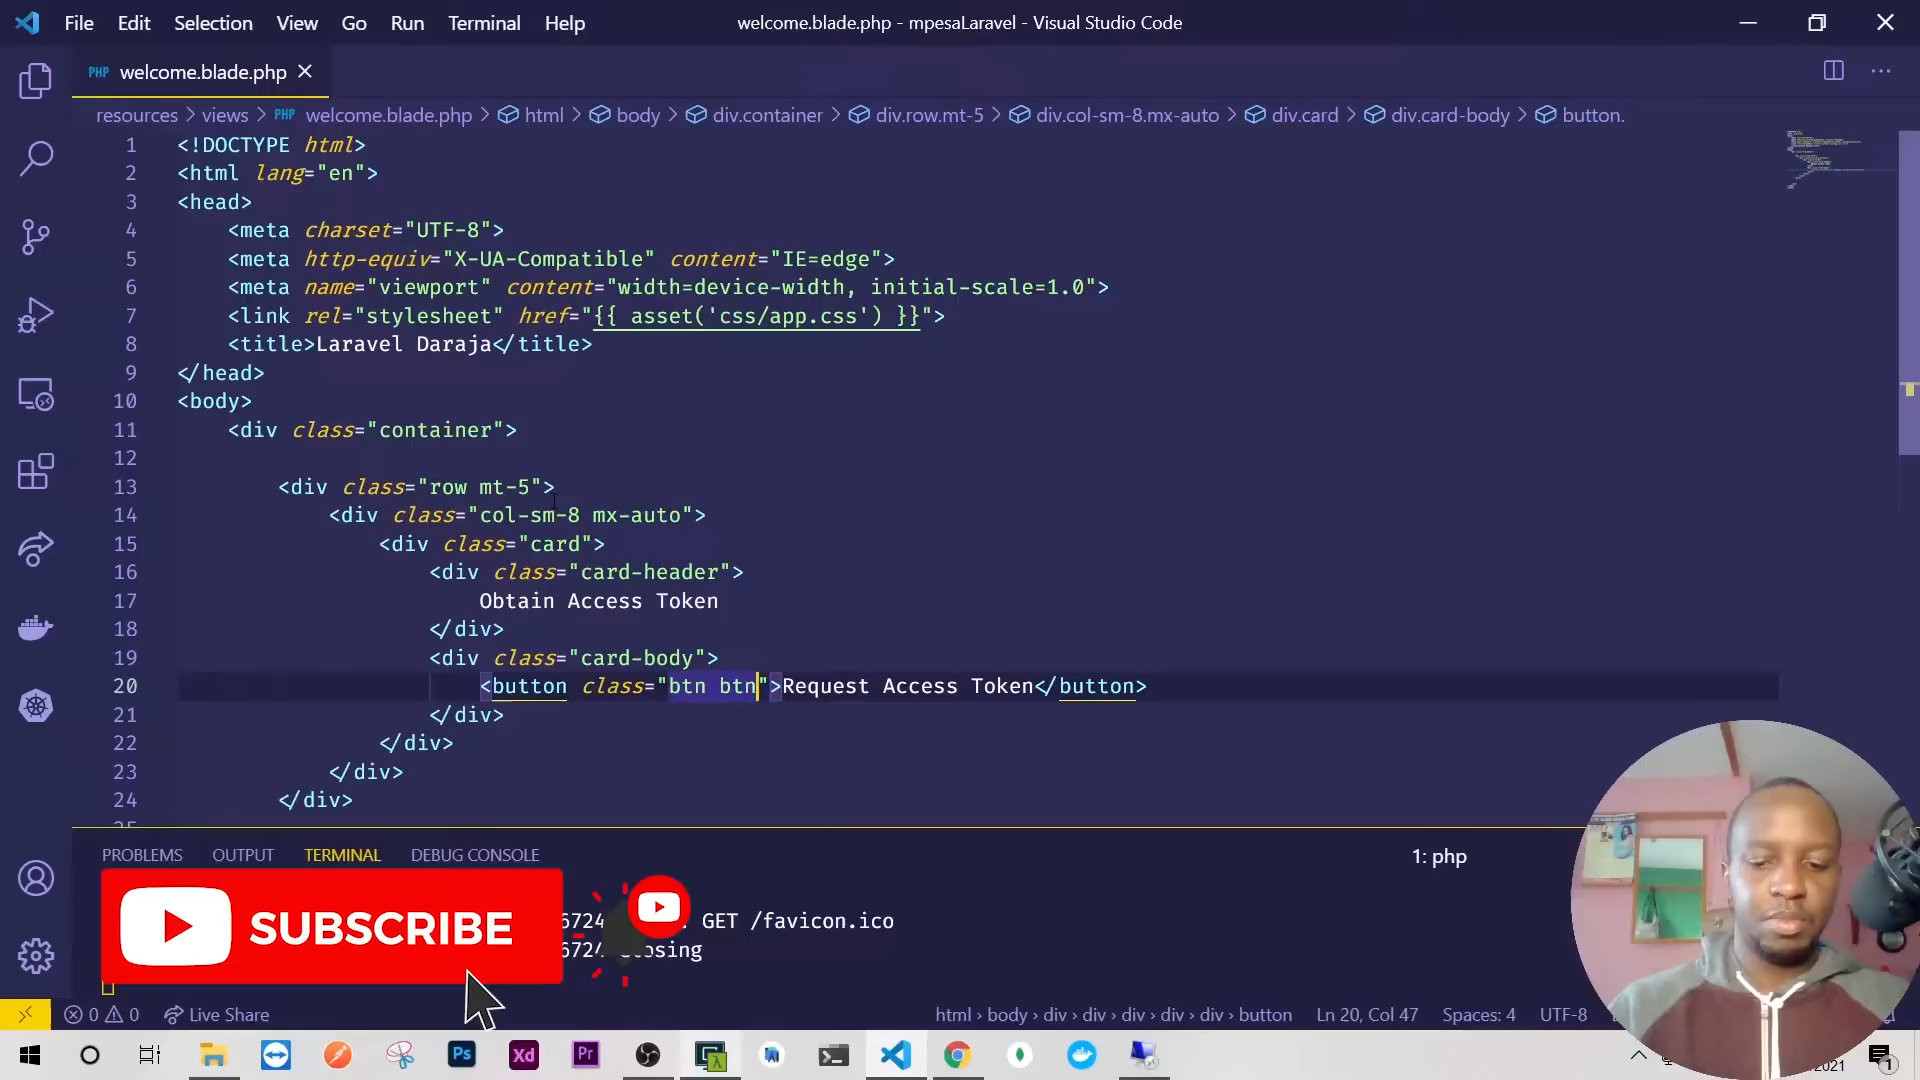 File Edit Selection View Go Run Terminal Help
welcome.blade.php - mpesaLaravel - Visual Studio Code
PHP welcome.blade.php
resources > views > PHP welcome.blade.php > html > body > div.container > div.row.mt-5 > div.col-sm-8.mx-auto > div.card > div.card-body > button.
1 <!DOCTYPE html>
2 <html lang="en">
3 <head>
4 <meta charset="UTF-8">
5 <meta http-equiv="X-UA-Compatible" content="IE=edge">
6 <meta name="viewport" content="width=device-width, initial-scale=1.0">
7 <link rel="stylesheet" href="{{ asset('css/app.css') }}">
8 <title>Laravel Daraja</title>
9 </head>
10 <body>
11 <div class="container">
12
13 <div class="row mt-5">
14 <div class="col-sm-8 mx-auto">
15 <div class="card">
16 <div class="card-header">
17 Obtain Access Token
18 </div>
19 <div class="card-body">
20 <button class="btn btn">Request Access Token</button>
21 </div>
22 </div>
23 </div>
24 </div>
PROBLEMS OUTPUT TERMINAL DEBUG CONSOLE
1: php
SUBSCRIBE
6724 GET /favicon.ico
6724
0 0 Live Share
html > body > div > div > div > div > div > button
Ln 20, Col 47 Spaces: 4 UTF-8
Ps Xd Pr
2021
1